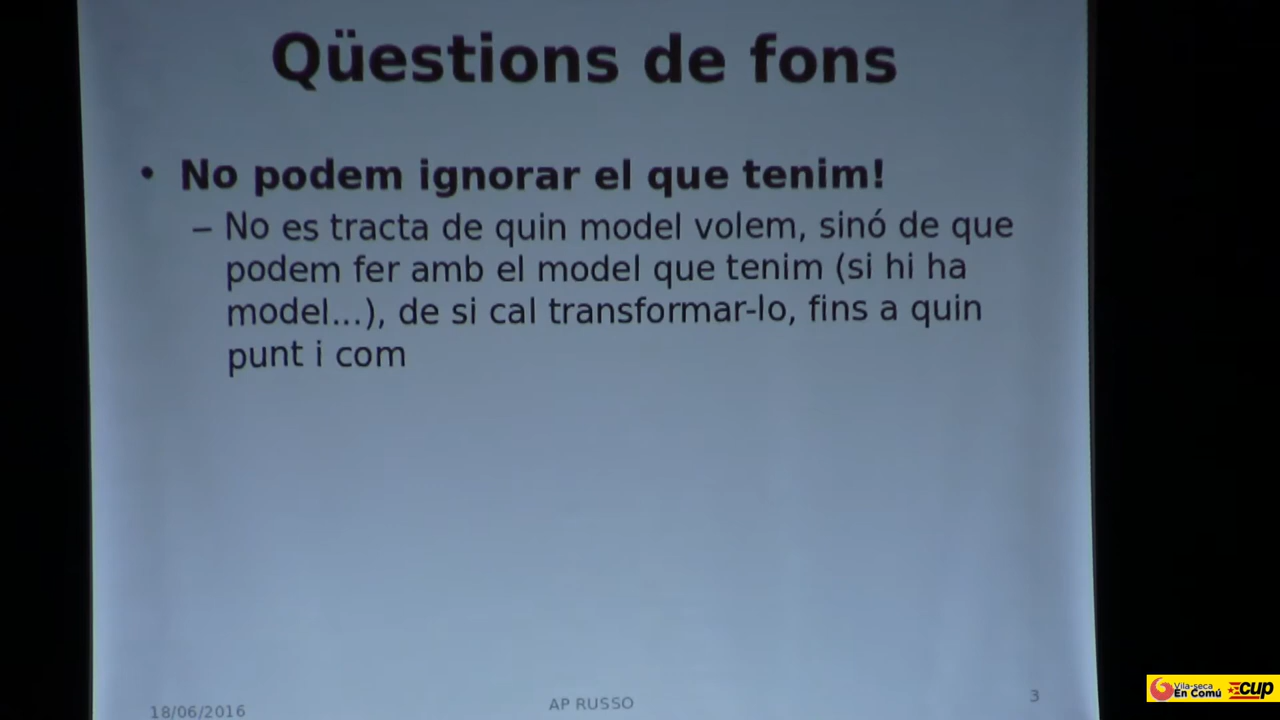 Qüestions de fons
• No podem ignorar el que tenim!
– No es tracta de quin model volem, sinó de que
podem fer amb el model que tenim (si hi ha
model...), de si cal transformar-lo, fins a quin
punt i com
18/06/2016
AP RUSSO
3
Vila-seca
En Comú
cup